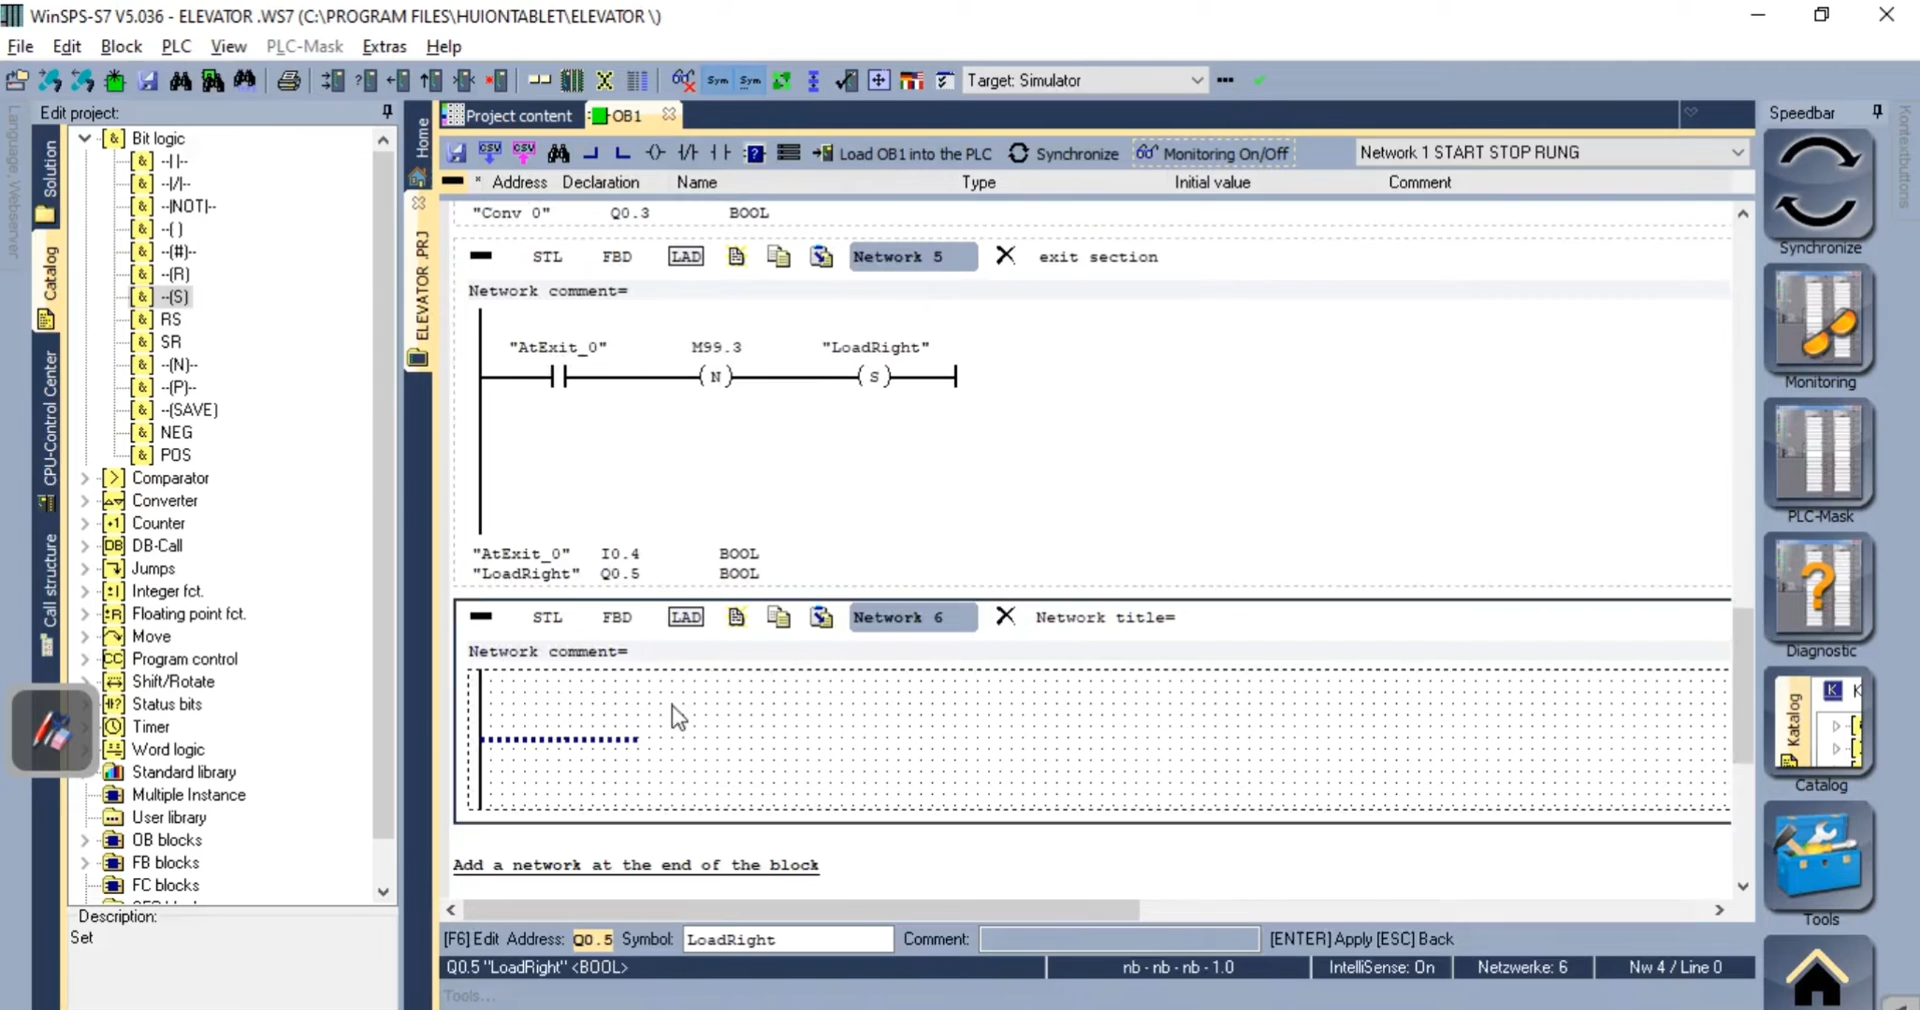 WinSPS-S7 V5.036 - ELEVATOR .WS7 (C:\PROGRAM FILES\HUIONTABLET\ELEVATOR \)
File Edit Block PLC View PLC-Mask Extras Help
Sym Sym Target: Simulator
Edit project:
Language, Webserver
Solution
Catalog
CPU-Control Center
Call structure
Bit logic
--| |--
--|/|--
--|NOT|--
--( )
--(#)--
--(R)
--(S)
RS
SR
--(N)--
--(P)--
--(SAVE)
NEG
POS
Comparator
Converter
Counter
DB-Call
Jumps
Integer fct.
Floating point fct.
Move
Program control
Shift/Rotate
Status bits
Timer
Word logic
Standard library
Multiple Instance
User library
OB blocks
FB blocks
FC blocks
Description:
Set
Home
ELEVATOR .PRJ
Project content OB1
CSV CSV Load OB1 into the PLC Synchronize Monitoring On/Off Network 1 START STOP RUNG
* Address Declaration Name Type Initial value Comment
"Conv 0" Q0.3 BOOL
STL FBD LAD Network 5 exit section
Network comment=
"AtExit_0" M99.3 "LoadRight"
N S
"AtExit_0" I0.4 BOOL
"LoadRight" Q0.5 BOOL
STL FBD LAD Network 6 Network title=
Network comment=
Add a network at the end of the block
[F6] Edit Address: Q0.5 Symbol: LoadRight Comment: [ENTER] Apply [ESC] Back
Q0.5 "LoadRight" <BOOL> nb - nb - nb - 1.0 IntelliSense: On Netzwerke: 6 Nw 4 / Line 0
Tools...
Speedbar
Kontextbuttons
Synchronize
Monitoring
PLC-Mask
Diagnostic
Katalog K
Catalog
Tools